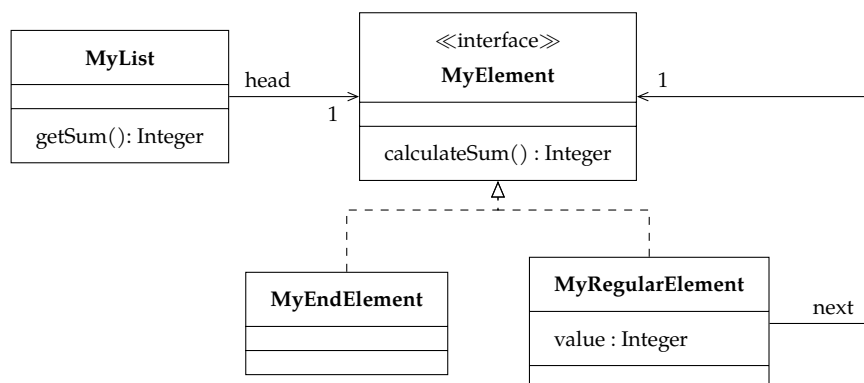 MyList
getSum(): Integer
head
1
≪interface≫
MyElement
calculateSum() : Integer
1
MyEndElement
MyRegularElement
value : Integer
next